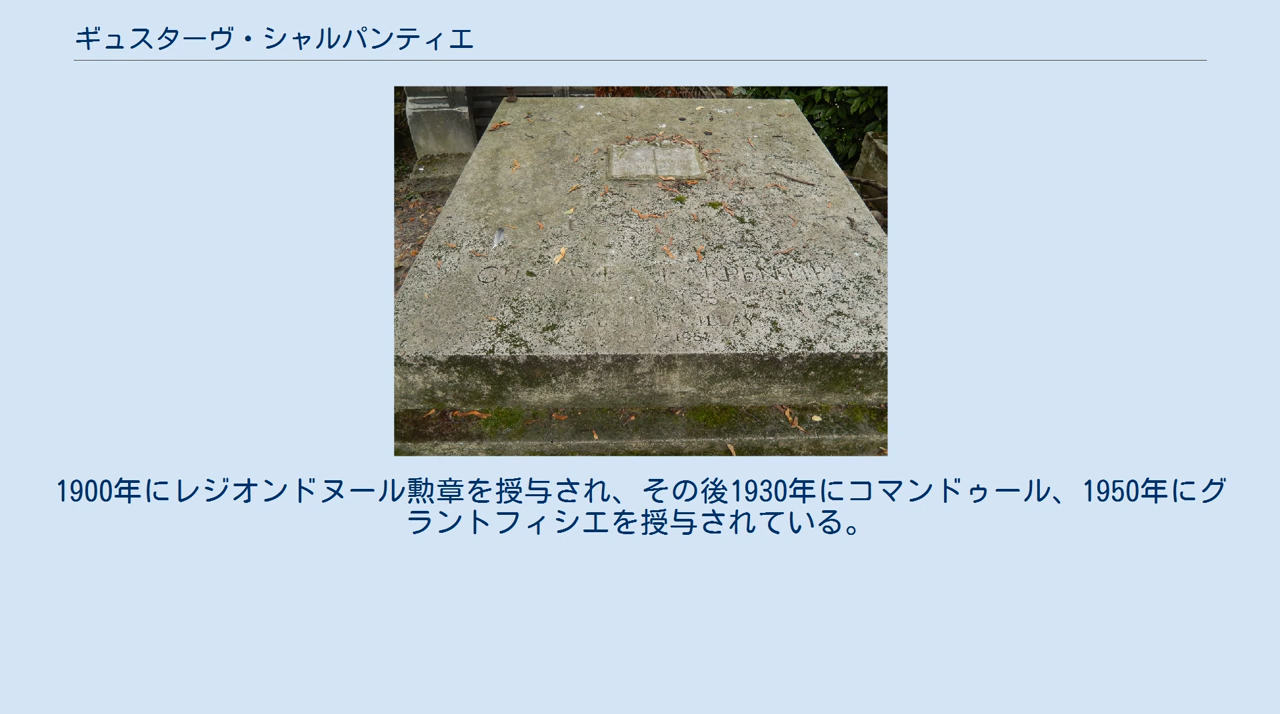 ギュスターヴ・シャルパンティエ
1900年にレジオンドヌール勲章を授与され、その後1930年にコマンドゥール、1950年にグ
ラントフィシエを授与されている。